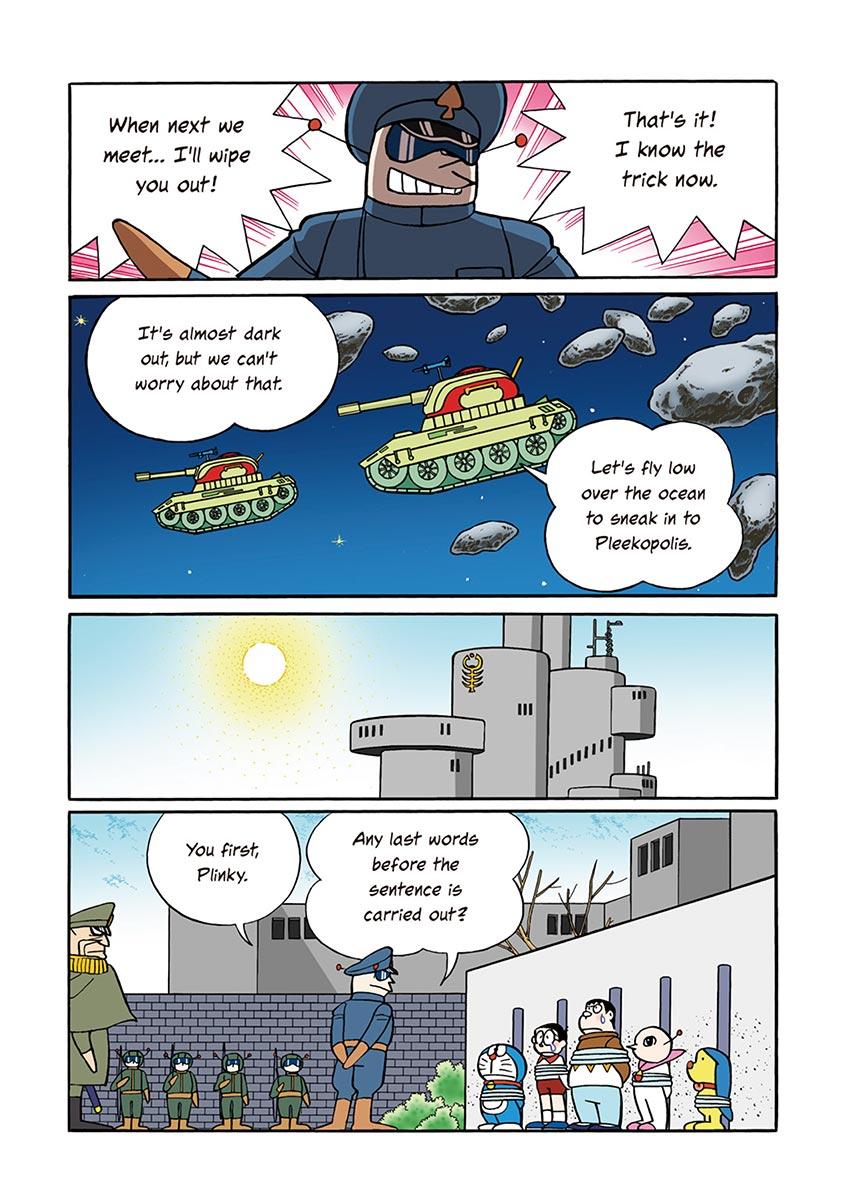 That's it!
I know the
trick now.
When next we
meet... I'll wipe
you out!
Let's fly low
over the ocean
to sneak in to
Pleekopolis.
It's almost dark
out, but we can't
worry about that.
Any last words
before the
sentence is
carried out?
You first,
Plinky.